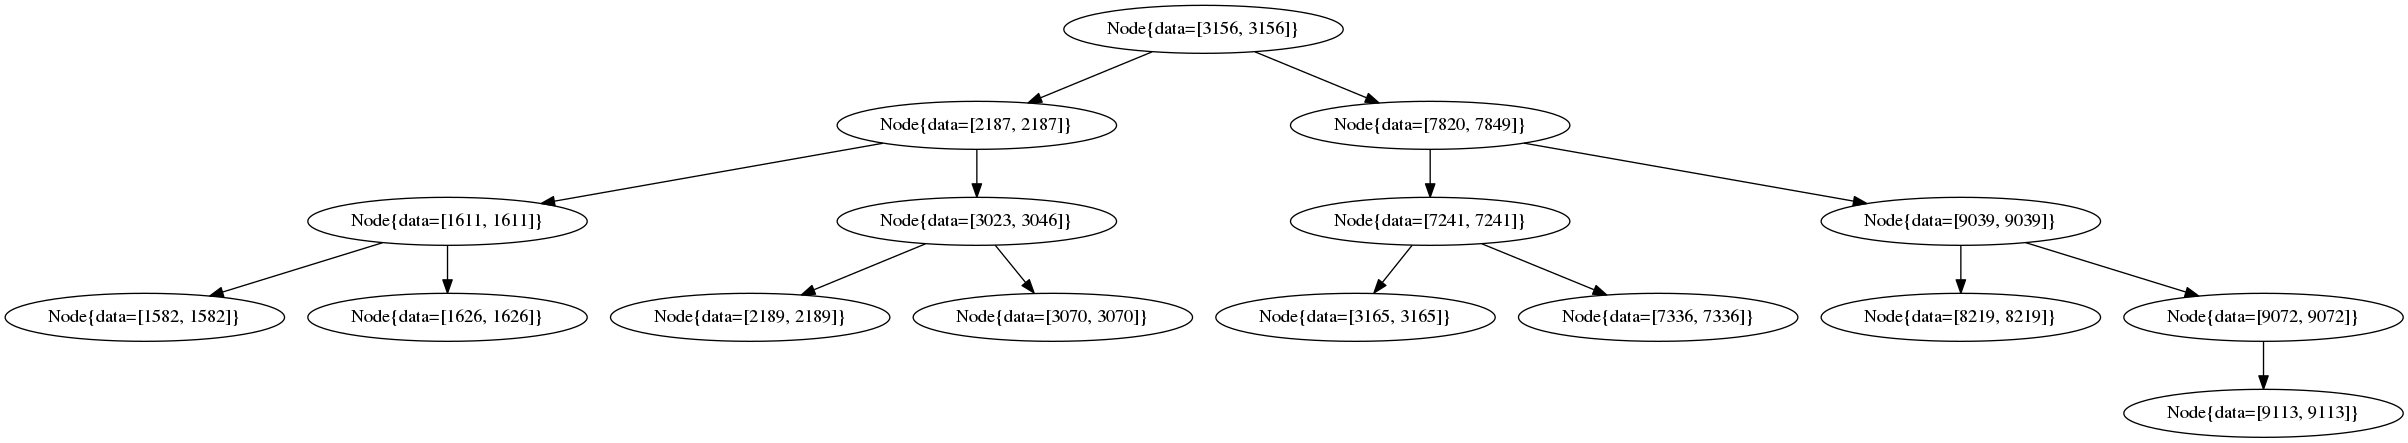 Node{data=[3156, 3156]}
Node{data=[2187, 2187]}
Node{data=[7820, 7849]}
Node{data=[1611, 1611]}
Node{data=[3023, 3046]}
Node{data=[7241, 7241]}
Node{data=[9039, 9039]}
Node{data=[1582, 1582]}
Node{data=[1626, 1626]}
Node{data=[2189, 2189]}
Node{data=[3070, 3070]}
Node{data=[3165, 3165]}
Node{data=[7336, 7336]}
Node{data=[8219, 8219]}
Node{data=[9072, 9072]}
Node{data=[9113, 9113]}